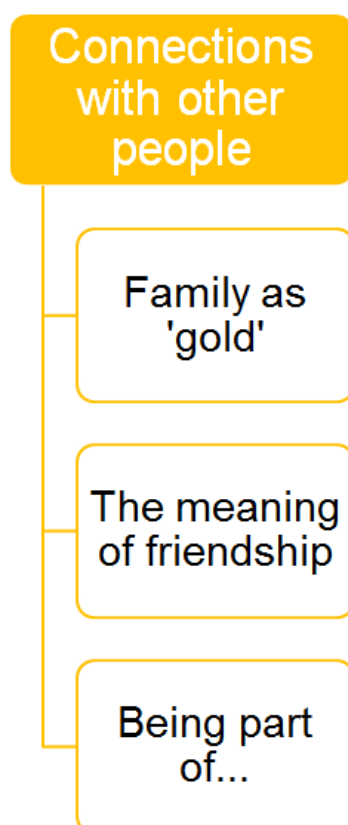 Connections
with other
people
Family as
'gold'
The meaning
of friendship
Being part
of...